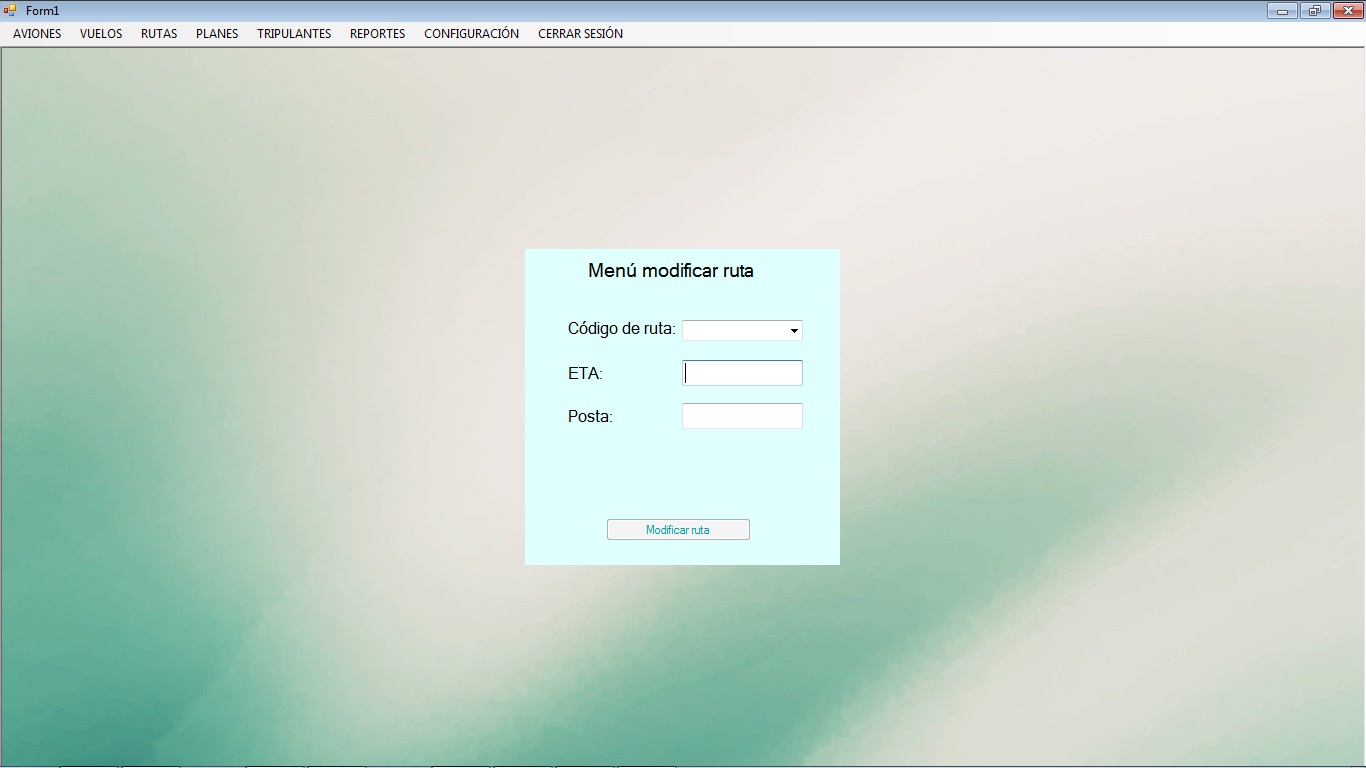 Form1
AVIONES VUELOS RUTAS PLANES TRIPULANTES REPORTES CONFIGURACIÓN CERRAR SESIÓN
Menú modificar ruta
Código de ruta:
ETA:
Posta:
Modificar ruta